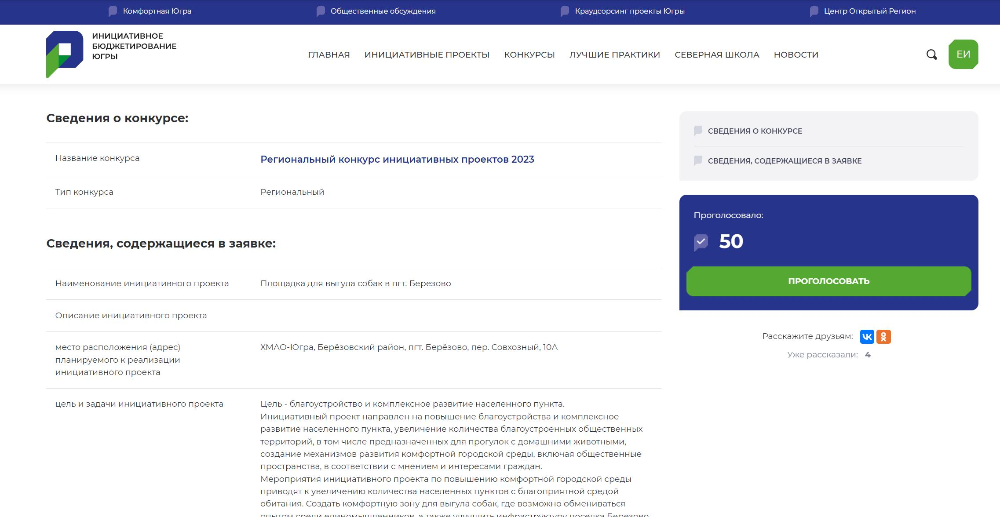 Комфортная Югра
Общественные обсуждения
Краудсорсинг проекты Югры
Центр Открытый Регион
ИНИЦИАТИВНОЕ
БЮДЖЕТИРОВАНИЕ
ЮГРЫ
ГЛАВНАЯ
ИНИЦИАТИВНЫЕ ПРОЕКТЫ
КОНКУРСЫ
ЛУЧШИЕ ПРАКТИКИ
СЕВЕРНАЯ ШКОЛА
НОВОСТИ
ЕИ
Сведения о конкурсе:
Название конкурса
Региональный конкурс инициативных проектов 2023
Тип конкурса
Региональный
Сведения, содержащиеся в заявке:
Наименование инициативного проекта
Площадка для выгула собак в пгт. Березово
Описание инициативного проекта
место расположения (адрес)
планируемого к реализации
инициативного проекта
ХМАО-Югра, Берёзовский район, пгт. Берёзово, пер. Совхозный, 10А
цель и задачи инициативного проекта
Цель - благоустройство и комплексное развитие населенного пункта.
Инициативный проект направлен на повышение благоустройства и комплексное
развитие населенного пункта, увеличение количества благоустроенных общественных
территорий, в том числе предназначенных для прогулок с домашними животными,
создание механизмов развития комфортной городской среды, включая общественные
пространства, в соответствии с мнением и интересами граждан.
Мероприятия инициативного проекта по повышению комфортной городской среды
приводят к увеличению количества населенных пунктов с благоприятной средой
обитания. Создать комфортную зону для выгула собак, где возможно обмениваться
опытом среди единомышленников, а также улучшить инфраструктуру поселка Березово
СВЕДЕНИЯ О КОНКУРСЕ
СВЕДЕНИЯ, СОДЕРЖАЩИЕСЯ В ЗАЯВКЕ
Проголосовало:
50
ПРОГОЛОСОВАТЬ
Расскажите друзьям:
Уже рассказали: 4